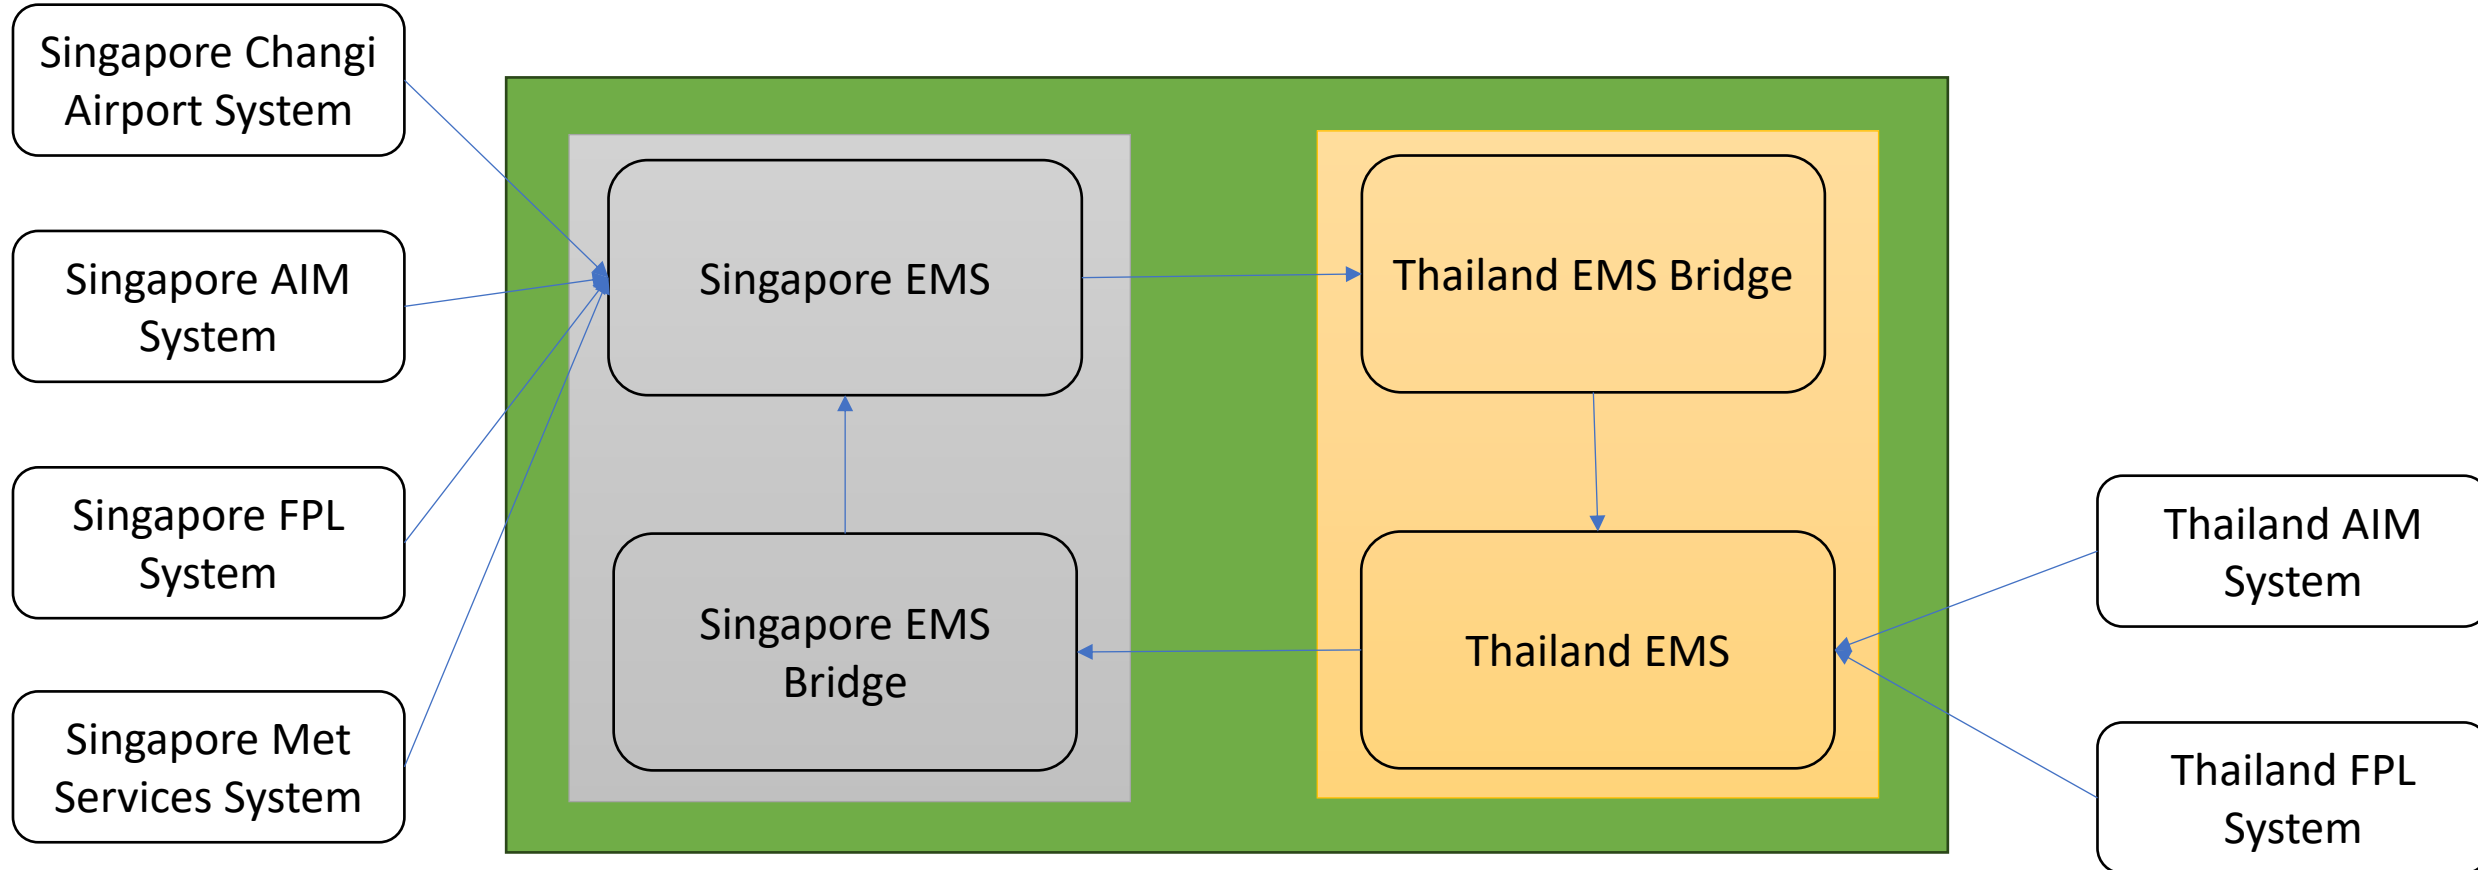 Singapore Changi
Airport System
Singapore AIM
System
Singapore FPL
System
Singapore Met
Services System
Singapore EMS
Singapore EMS
Bridge
Thailand EMS Bridge
Thailand EMS
Thailand AIM
System
Thailand FPL
System